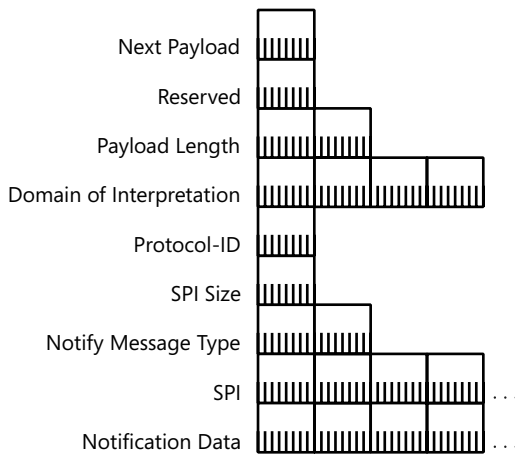 Next Payload
Reserved
Payload Length
Domain of Interpretation
Protocol-ID
SPI Size
Notify Message Type
SPI . . .
Notification Data . . .